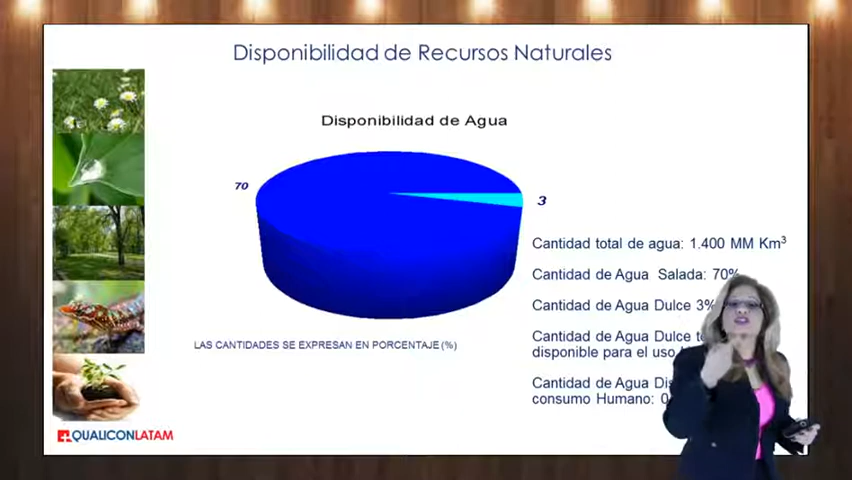 Disponibilidad de Recursos Naturales
Disponibilidad de Agua
70
3
Cantidad total de agua: 1.400 MM Km³
Cantidad de Agua Salada: 70%
Cantidad de Agua Dulce 3%
Cantidad de Agua Dulce
disponible para el uso
Cantidad de Agua
consumo Humano:
LAS CANTIDADES SE EXPRESAN EN PORCENTAJE (%)
QUALICONLATAM